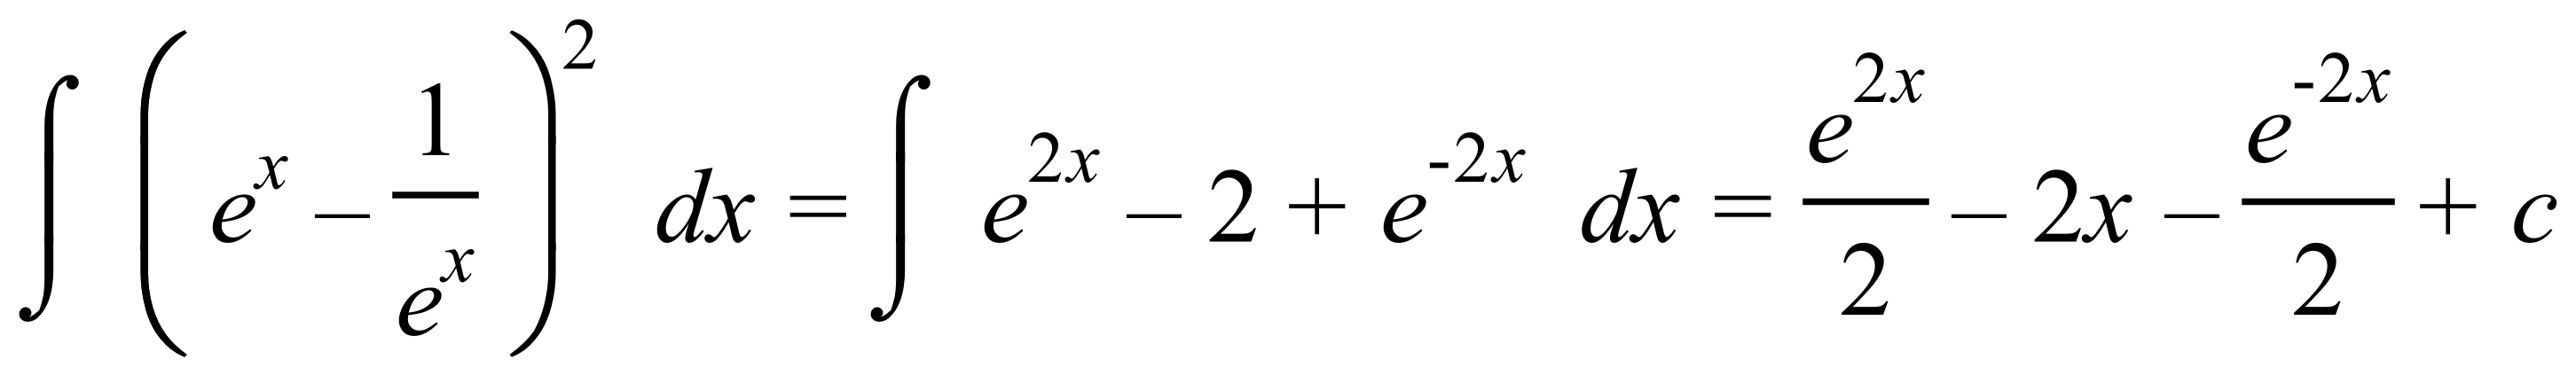 ∫ (e^x − 1/e^x)^2 dx = ∫ e^{2x} − 2 + e^{-2x} dx = e^{2x}/2 − 2x − e^{-2x}/2 + c